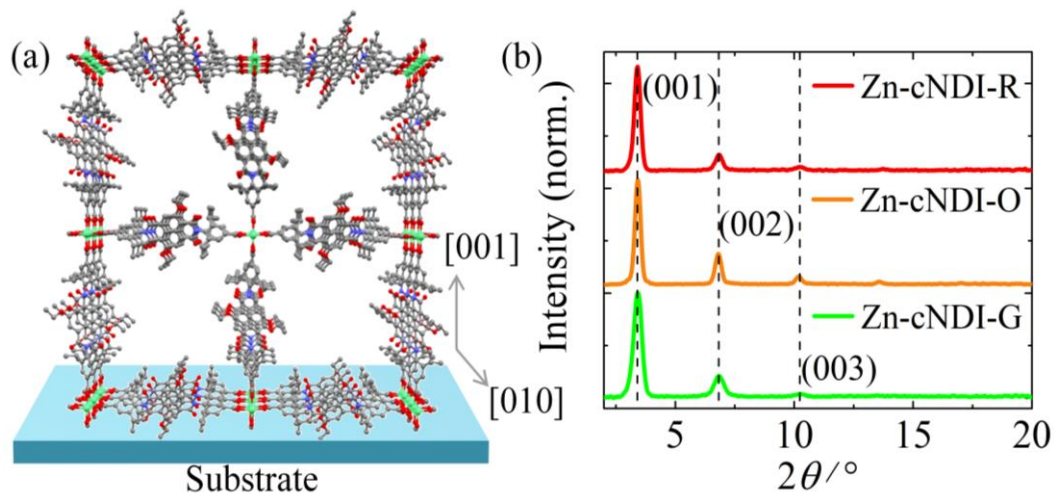 (a)
[001]
[010]
Substrate
(b)
Intensity (norm.)
(001)
Zn-cNDI-R
(002)
Zn-cNDI-O
(003)
Zn-cNDI-G
5
10
15
20
2θ/°